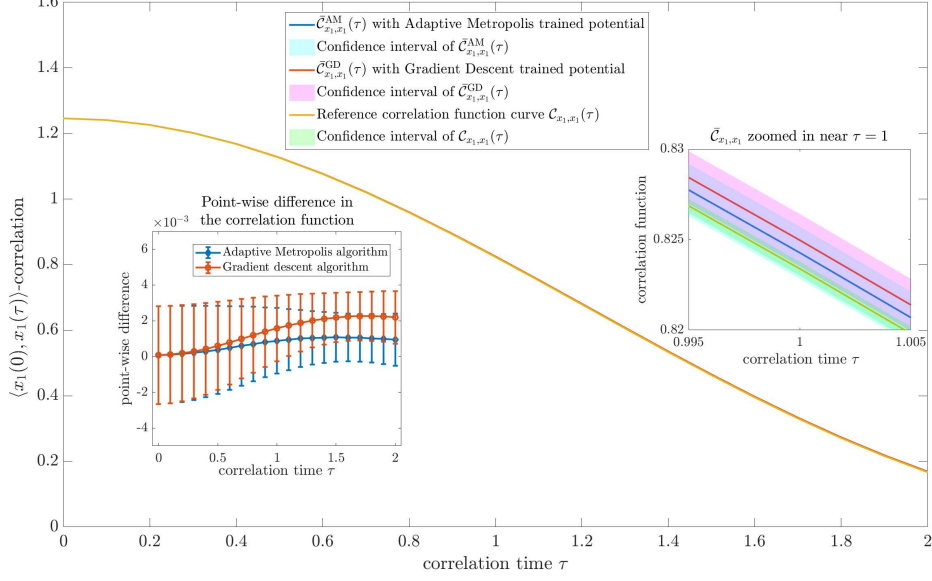 1.6
1.4
1.2
1
0.8
0.6
0.4
0.2
0
⟨x₁(0), x₁(τ)⟩-correlation
0
0.2
0.4
0.6
0.8
1
1.2
1.4
1.6
1.8
2
correlation time τ
C̄^AM_{x₁,x₁}(τ) with Adaptive Metropolis trained potential
Confidence interval of C̄^AM_{x₁,x₁}(τ)
C̄^GD_{x₁,x₁}(τ) with Gradient Descent trained potential
Confidence interval of C̄^GD_{x₁,x₁}(τ)
Reference correlation function curve C_{x₁,x₁}(τ)
Confidence interval of C_{x₁,x₁}(τ)
Point-wise difference in
the correlation function
×10⁻³
6
4
2
0
-2
-4
point-wise difference
Adaptive Metropolis algorithm
Gradient descent algorithm
0
0.5
1
1.5
2
correlation time τ
C̄_{x₁,x₁} zoomed in near τ = 1
0.83
0.825
0.82
correlation function
0.995
1
1.005
correlation time τ